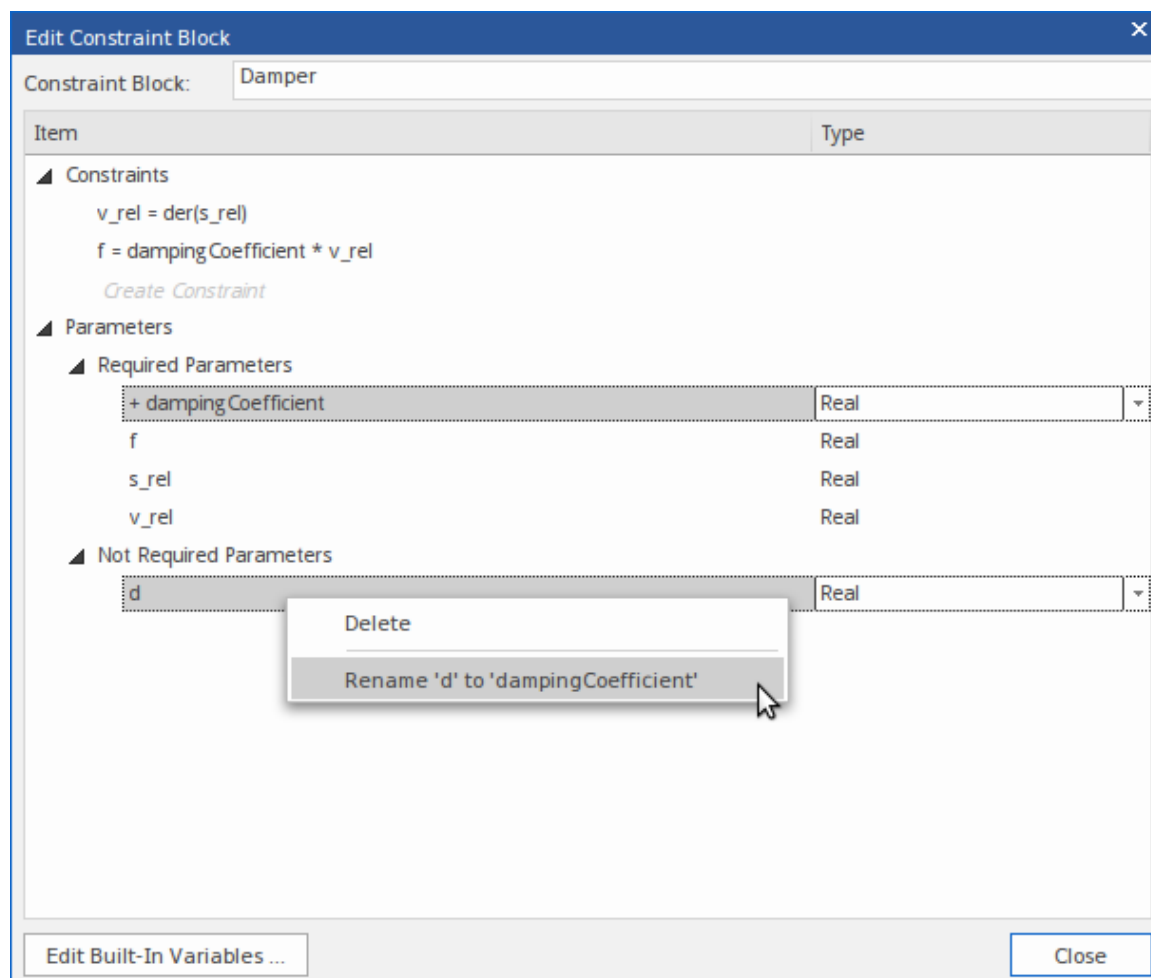 Edit Constraint Block
Constraint Block: Damper
Item Type
Constraints
v_rel = der(s_rel)
f = dampingCoefficient * v_rel
Create Constraint
Parameters
Required Parameters
+ dampingCoefficient Real
f Real
s_rel Real
v_rel Real
Not Required Parameters
d Real
Delete
Rename 'd' to 'dampingCoefficient'
Edit Built-In Variables ... Close